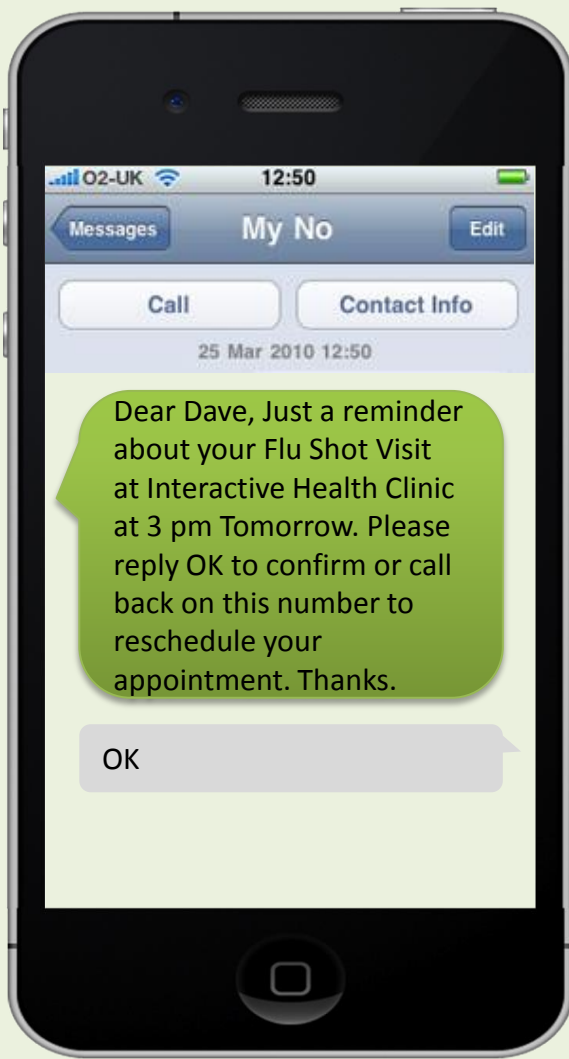 O2-UK 12:50
Messages My No Edit
Call Contact Info
25 Mar 2010 12:50
Dear Dave, Just a reminder
about your Flu Shot Visit
at Interactive Health Clinic
at 3 pm Tomorrow. Please
reply OK to confirm or call
back on this number to
reschedule your
appointment. Thanks.
OK